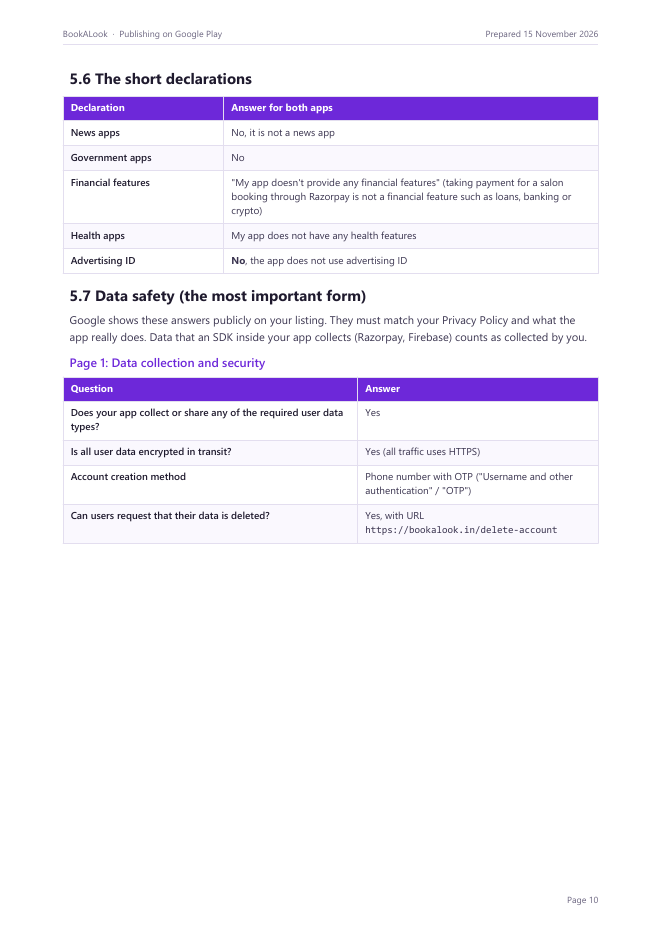 BookALook · Publishing on Google Play
Prepared 15 November 2026
5.6 The short declarations
Declaration
Answer for both apps
News apps
No, it is not a news app
Government apps
No
Financial features
"My app doesn't provide any financial features" (taking payment for a salon
booking through Razorpay is not a financial feature such as loans, banking or
crypto)
Health apps
My app does not have any health features
Advertising ID
No, the app does not use advertising ID
5.7 Data safety (the most important form)
Google shows these answers publicly on your listing. They must match your Privacy Policy and what the
app really does. Data that an SDK inside your app collects (Razorpay, Firebase) counts as collected by you.
Page 1: Data collection and security
Question
Answer
Does your app collect or share any of the required user data
types?
Yes
Is all user data encrypted in transit?
Yes (all traffic uses HTTPS)
Account creation method
Phone number with OTP ("Username and other
authentication" / "OTP")
Can users request that their data is deleted?
Yes, with URL
https://bookalook.in/delete-account
Page 10